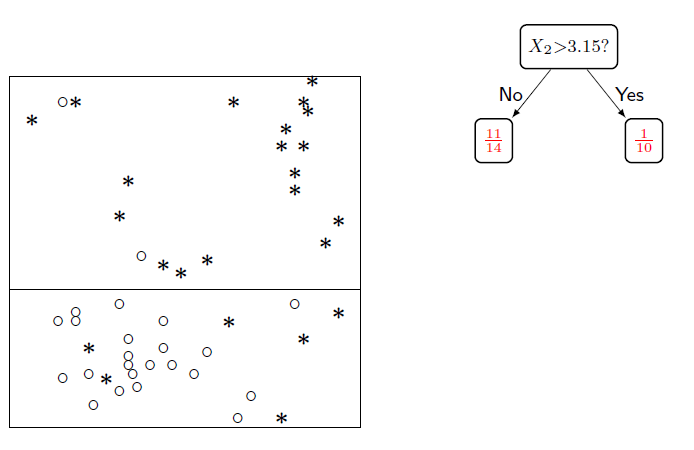 X₂>3.15?
No
Yes
11/14
1/10